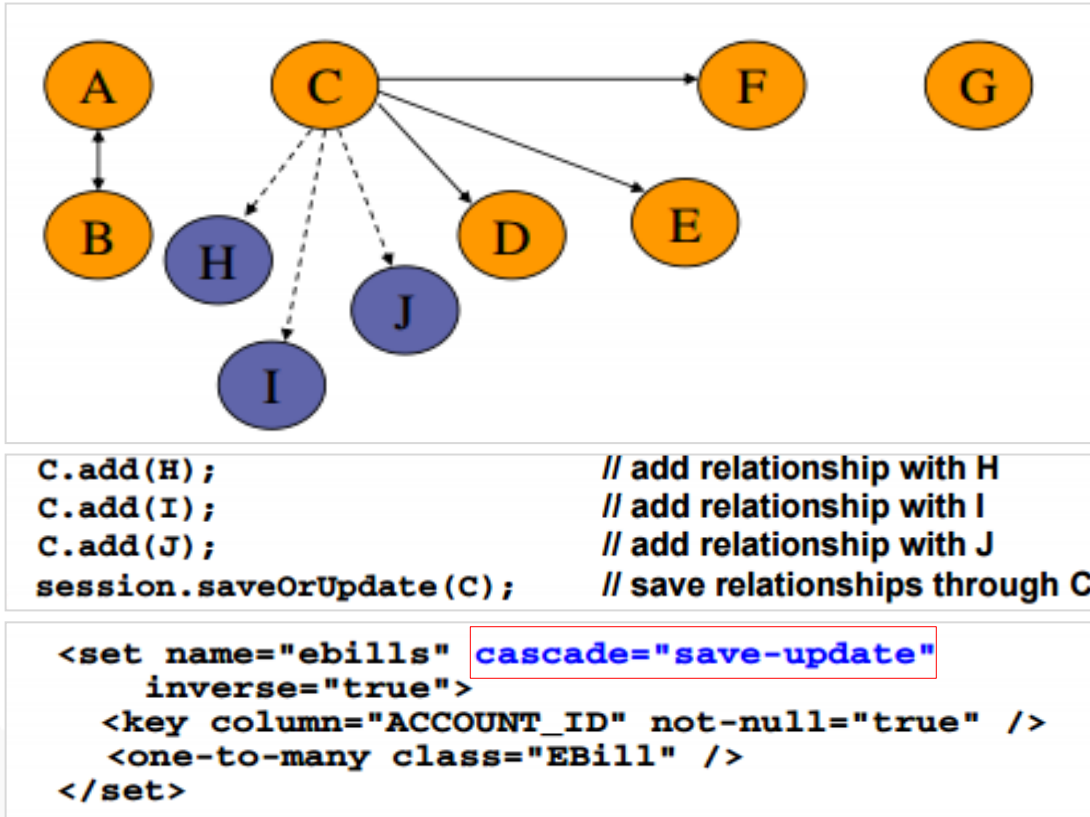 A C F G
B H D E
J
I
C.add(H); // add relationship with H
C.add(I); // add relationship with I
C.add(J); // add relationship with J
session.saveOrUpdate(C); // save relationships through C
<set name="ebills" cascade="save-update"
inverse="true">
<key column="ACCOUNT_ID" not-null="true" />
<one-to-many class="EBill" />
</set>